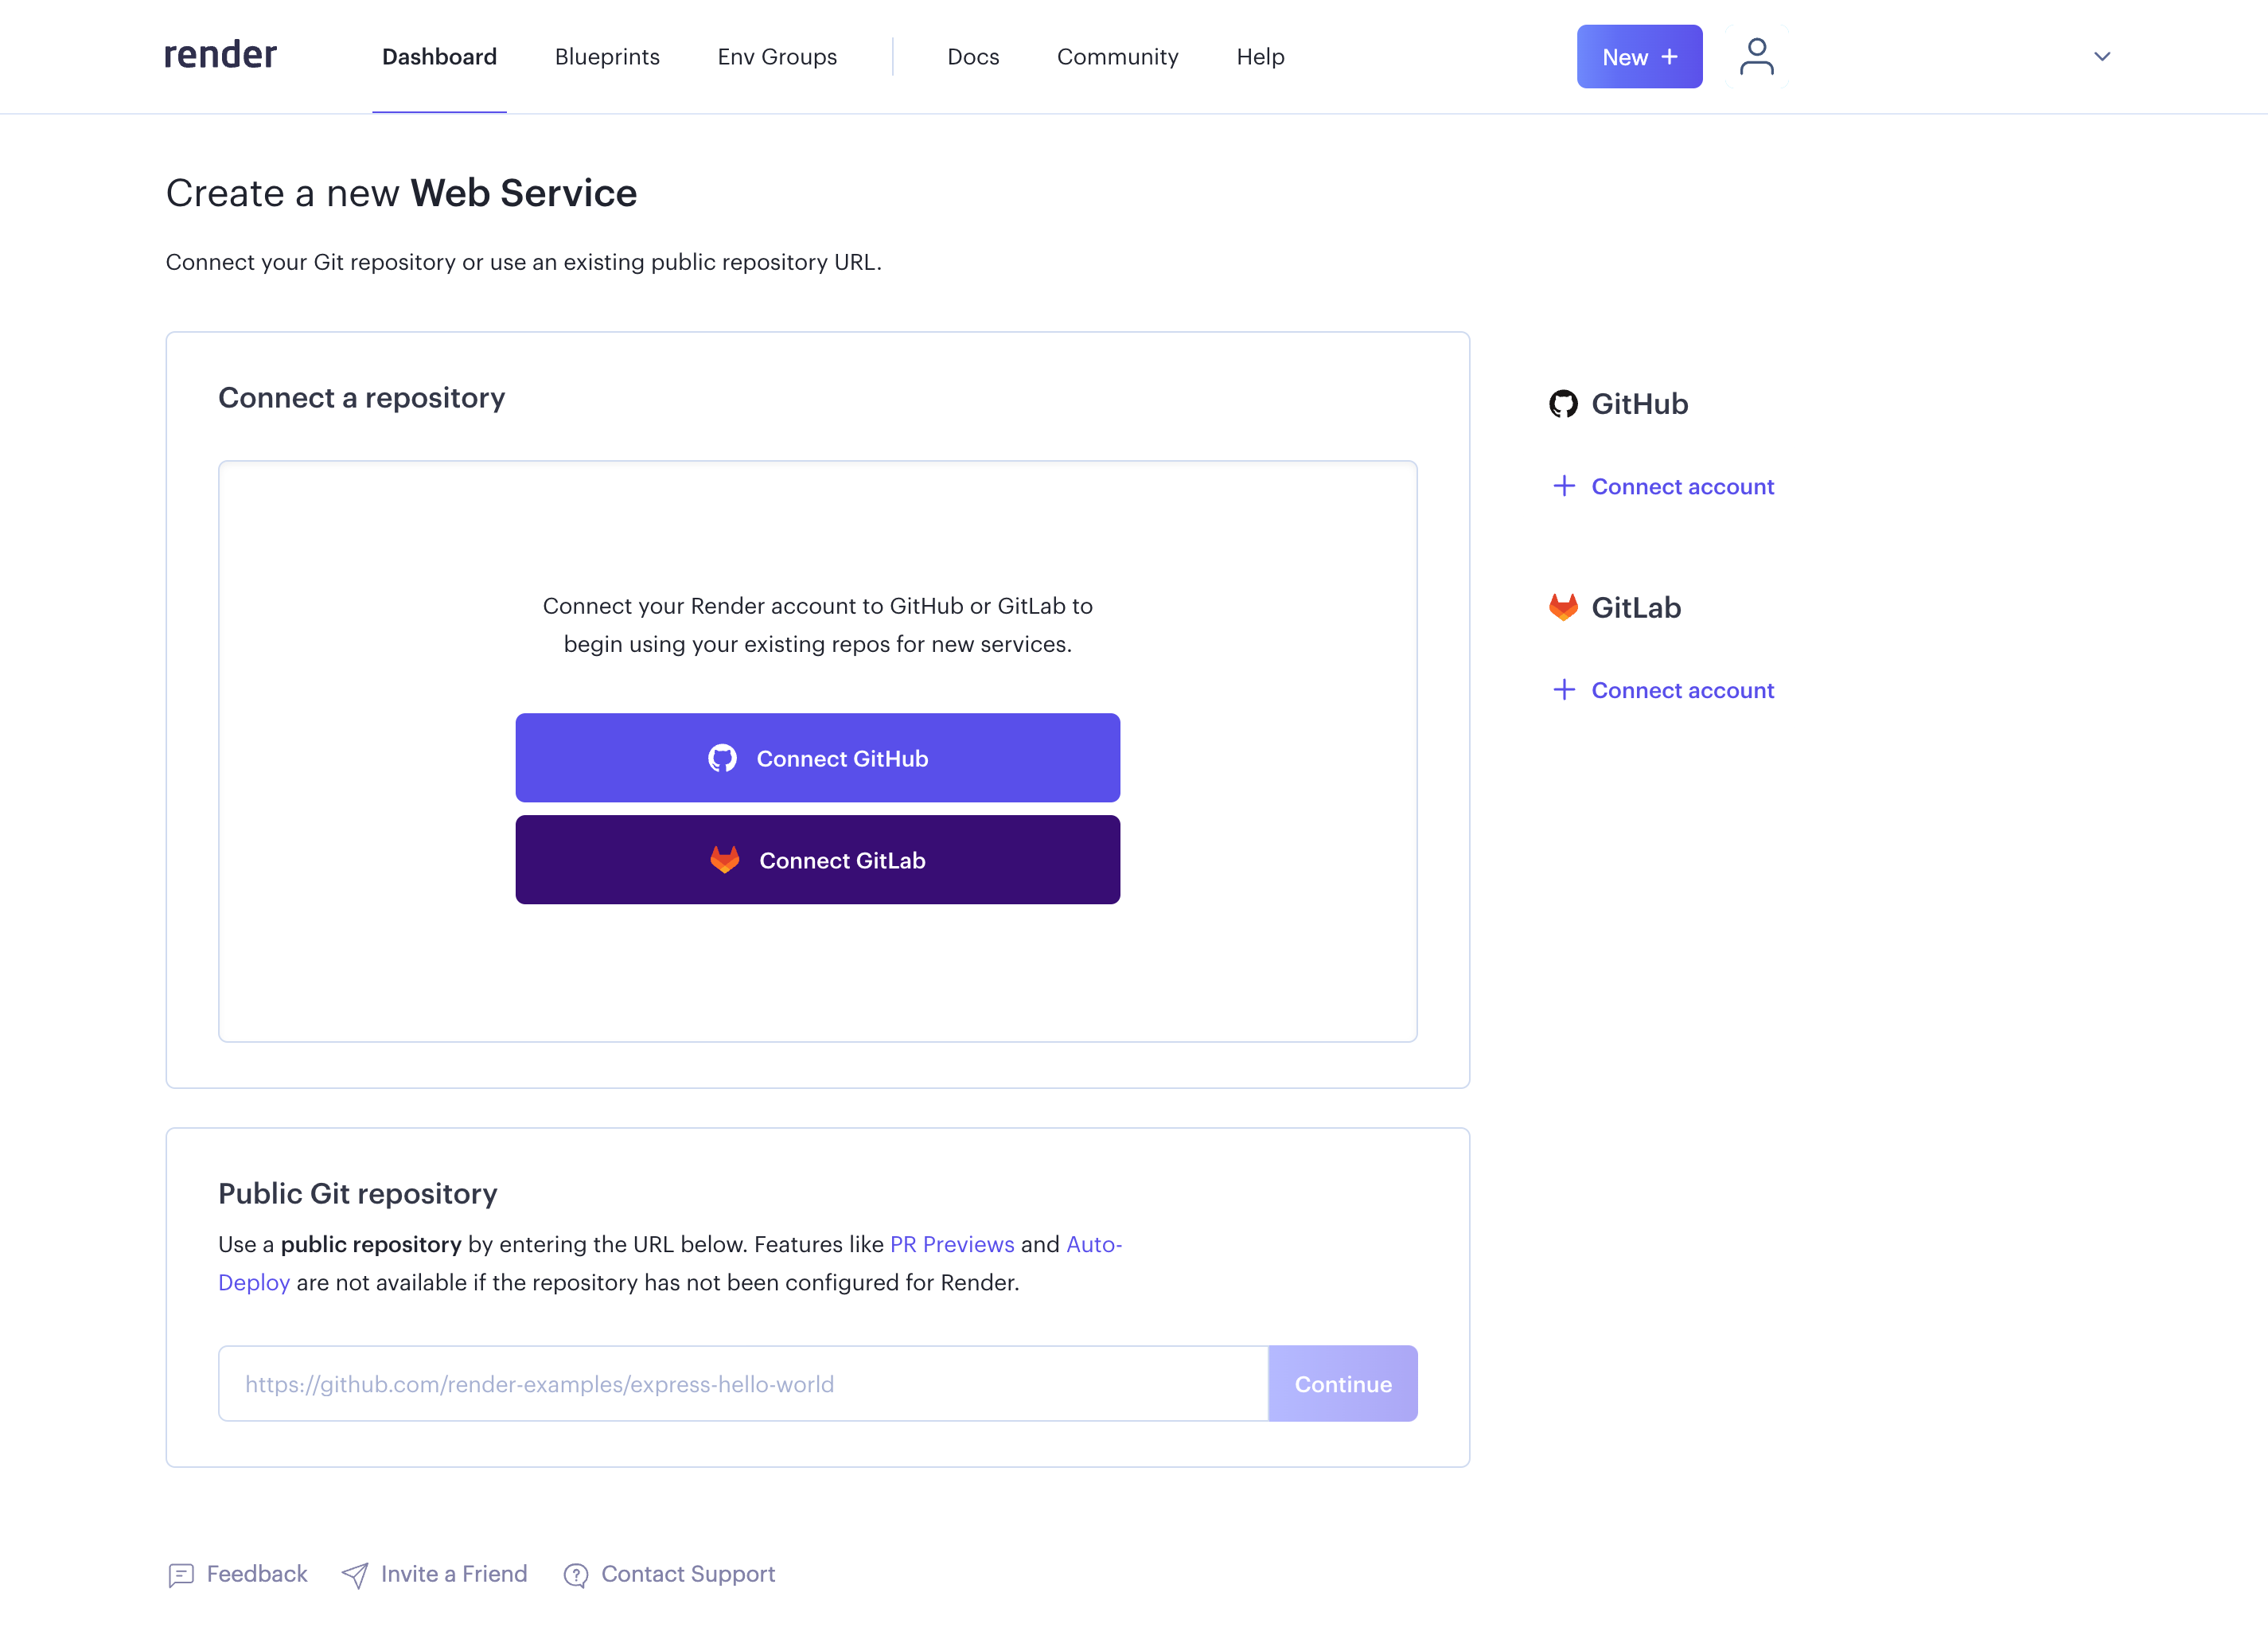 render
Dashboard
Blueprints
Env Groups
Docs
Community
Help
New +
Create a new Web Service
Connect your Git repository or use an existing public repository URL.
Connect a repository
Connect your Render account to GitHub or GitLab to
begin using your existing repos for new services.
Connect GitHub
Connect GitLab
GitHub
+ Connect account
GitLab
+ Connect account
Public Git repository
Use a public repository by entering the URL below. Features like PR Previews and Auto-
Deploy are not available if the repository has not been configured for Render.
https://github.com/render-examples/express-hello-world
Continue
Feedback
Invite a Friend
Contact Support